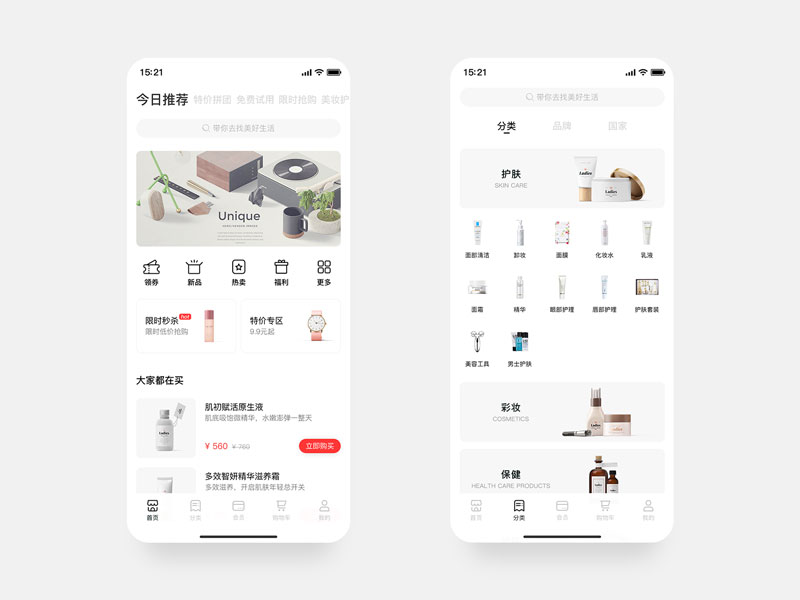 15:21
今日推荐 特价拼团 免费试用 限时抢购 美妆护
带你去找美好生活
Unique
领券 新品 热卖 福利 更多
限时秒杀 hot
限时低价抢购
特价专区
9.9元起
大家都在买
肌初赋活原生液
肌底吸饱微精华，水嫩澎弹一整天
¥ 560 ¥ 760
立即购买
多效智妍精华滋养霜
多效滋养，开启肌肤年轻总开关
首页 分类 会员 购物车 我的
15:21
带你去找美好生活
分类 品牌 国家
护肤
SKIN CARE
Ladies
Ladies
面部清洁 卸妆 面膜 化妆水 乳液
面霜 精华 眼部护理 唇部护理 护肤套装
美容工具 男士护肤
彩妆
COSMETICS
保健
HEALTH CARE PRODUCTS
首页 分类 会员 购物车 我的